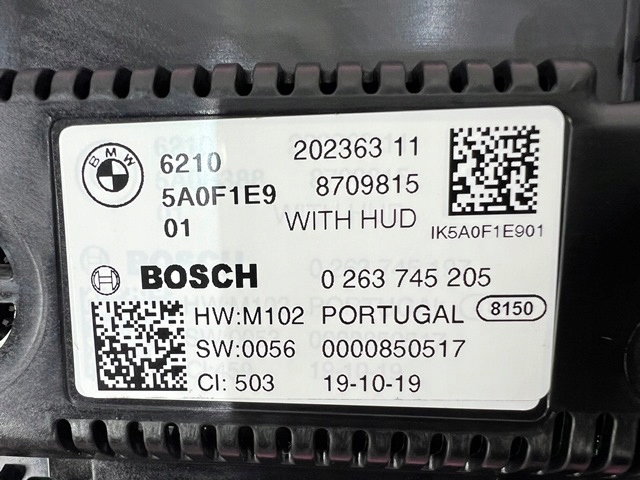 BMW
6210 202363 11
5A0F1E9 8709815
01 WITH HUD
IK5A0F1E901
BOSCH 0 263 745 205
HW:M102 PORTUGAL 8150
SW:0056 0000850517
CI: 503 19-10-19